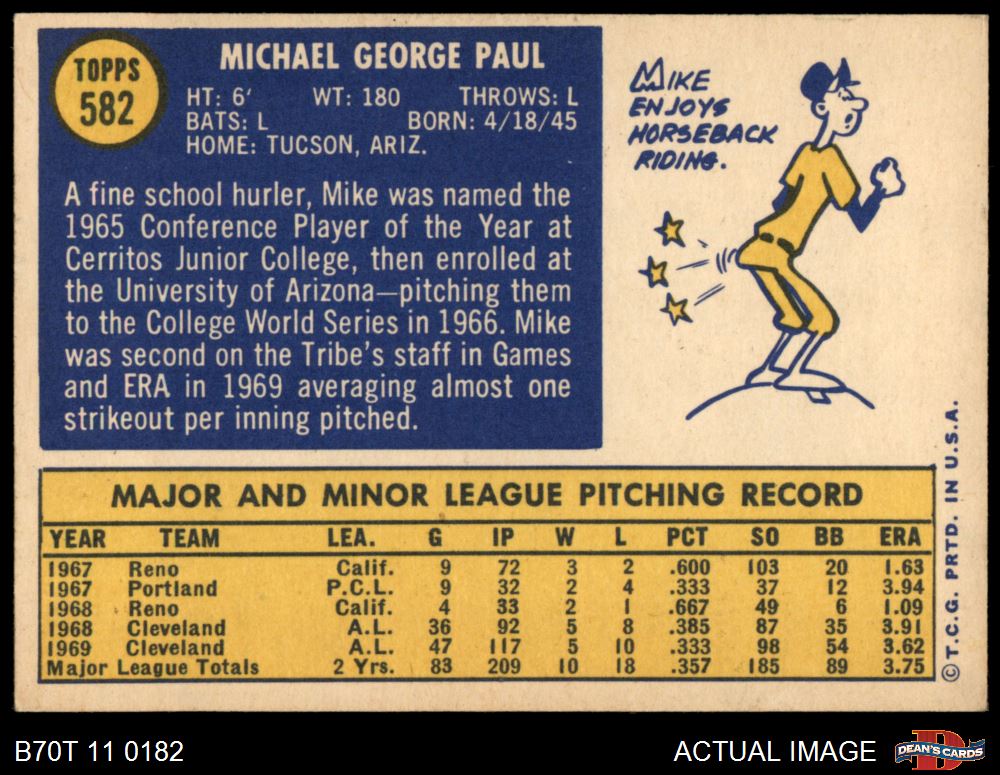 TOPPS
582
MICHAEL GEORGE PAUL
HT: 6' WT: 180 THROWS: L
BATS: L BORN: 4/18/45
HOME: TUCSON, ARIZ.
A fine school hurler, Mike was named the
1965 Conference Player of the Year at
Cerritos Junior College, then enrolled at
the University of Arizona—pitching them
to the College World Series in 1966. Mike
was second on the Tribe's staff in Games
and ERA in 1969 averaging almost one
strikeout per inning pitched.
MIKE
ENJOYS
HORSEBACK
RIDING.
MAJOR AND MINOR LEAGUE PITCHING RECORD
YEAR TEAM LEA. G IP W L PCT SO BB ERA
1967 Reno Calif. 9 72 3 2 .600 103 20 1.63
1967 Portland P.C.L. 9 32 2 4 .333 37 12 3.94
1968 Reno Calif. 4 33 2 1 .667 49 6 1.09
1968 Cleveland A.L. 36 92 5 8 .385 87 35 3.91
1969 Cleveland A.L. 47 117 5 10 .333 98 54 3.62
Major League Totals 2 Yrs. 83 209 10 18 .357 185 89 3.75
© T.C.G. PRTD. IN U.S.A.
B70T 11 0182
ACTUAL IMAGE
B
DEAN'S CARDS